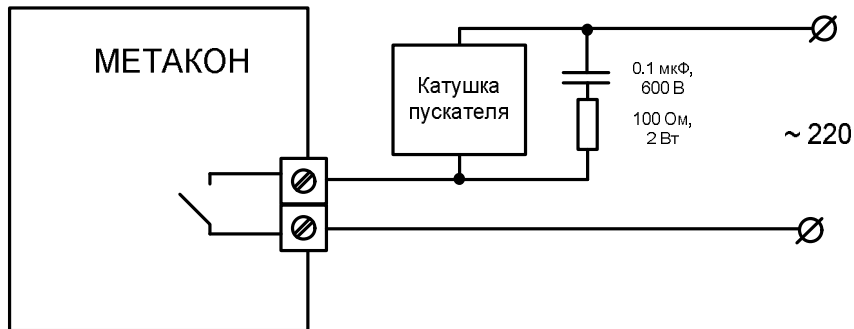 МЕТАКОН
Катушка
пускателя
0.1 мкФ,
600 В
100 Ом,
2 Вт
~ 220